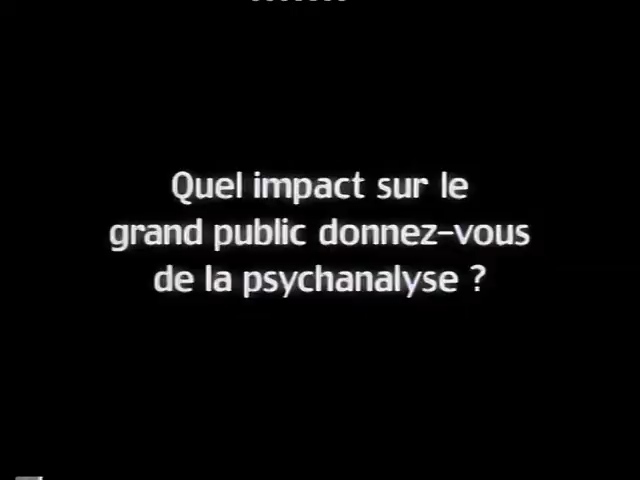 Quel impact sur le
grand public donnez-vous
de la psychanalyse ?